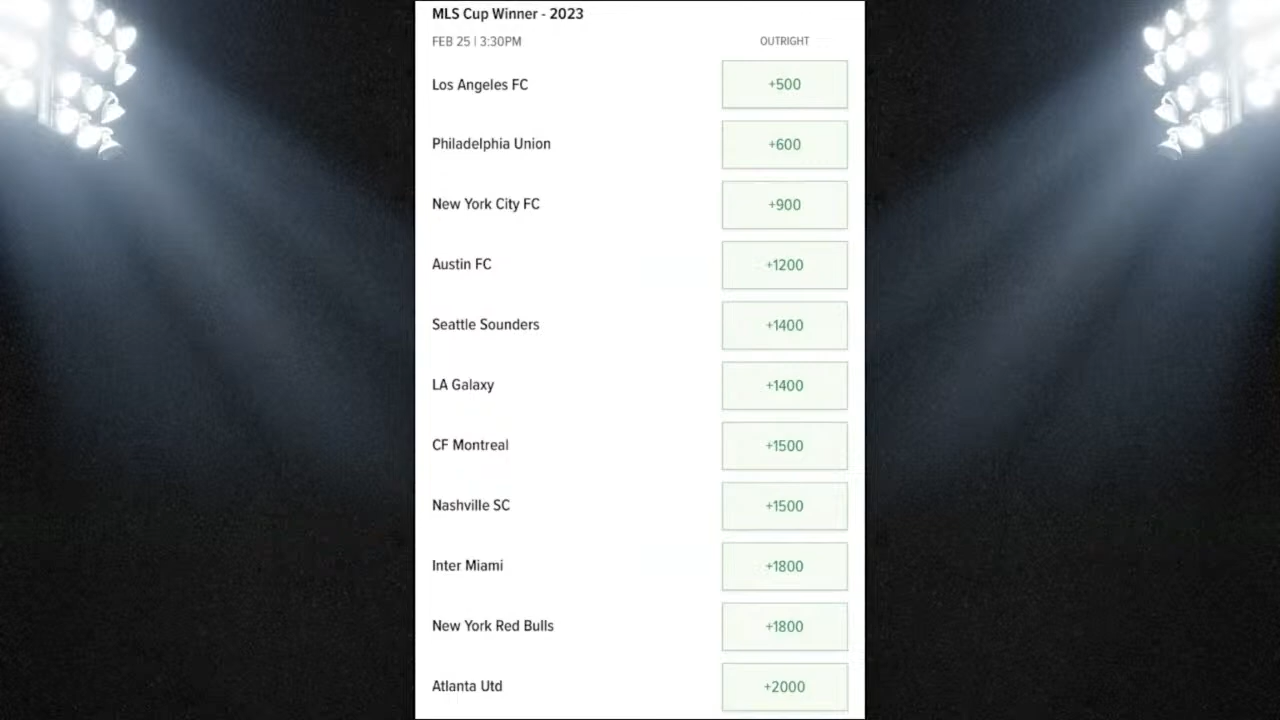 MLS Cup Winner - 2023
FEB 25 | 3:30PM OUTRIGHT
Los Angeles FC +500
Philadelphia Union +600
New York City FC +900
Austin FC +1200
Seattle Sounders +1400
LA Galaxy +1400
CF Montreal +1500
Nashville SC +1500
Inter Miami +1800
New York Red Bulls +1800
Atlanta Utd +2000